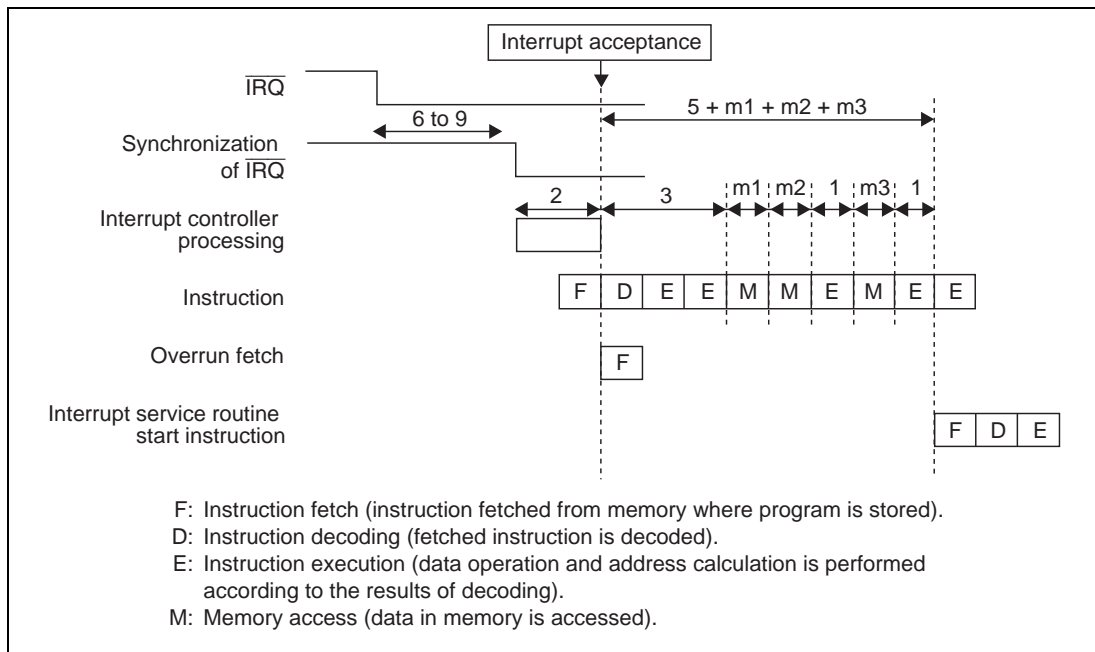 Interrupt acceptance
IRQ
5 + m1 + m2 + m3
6 to 9
Synchronization
of IRQ
m1 m2 1 m3 1
2 3
Interrupt controller
processing
Instruction F D E E M M E M E E
Overrun fetch F
Interrupt service routine
start instruction F D E
F: Instruction fetch (instruction fetched from memory where program is stored).
D: Instruction decoding (fetched instruction is decoded).
E: Instruction execution (data operation and address calculation is performed
according to the results of decoding).
M: Memory access (data in memory is accessed).